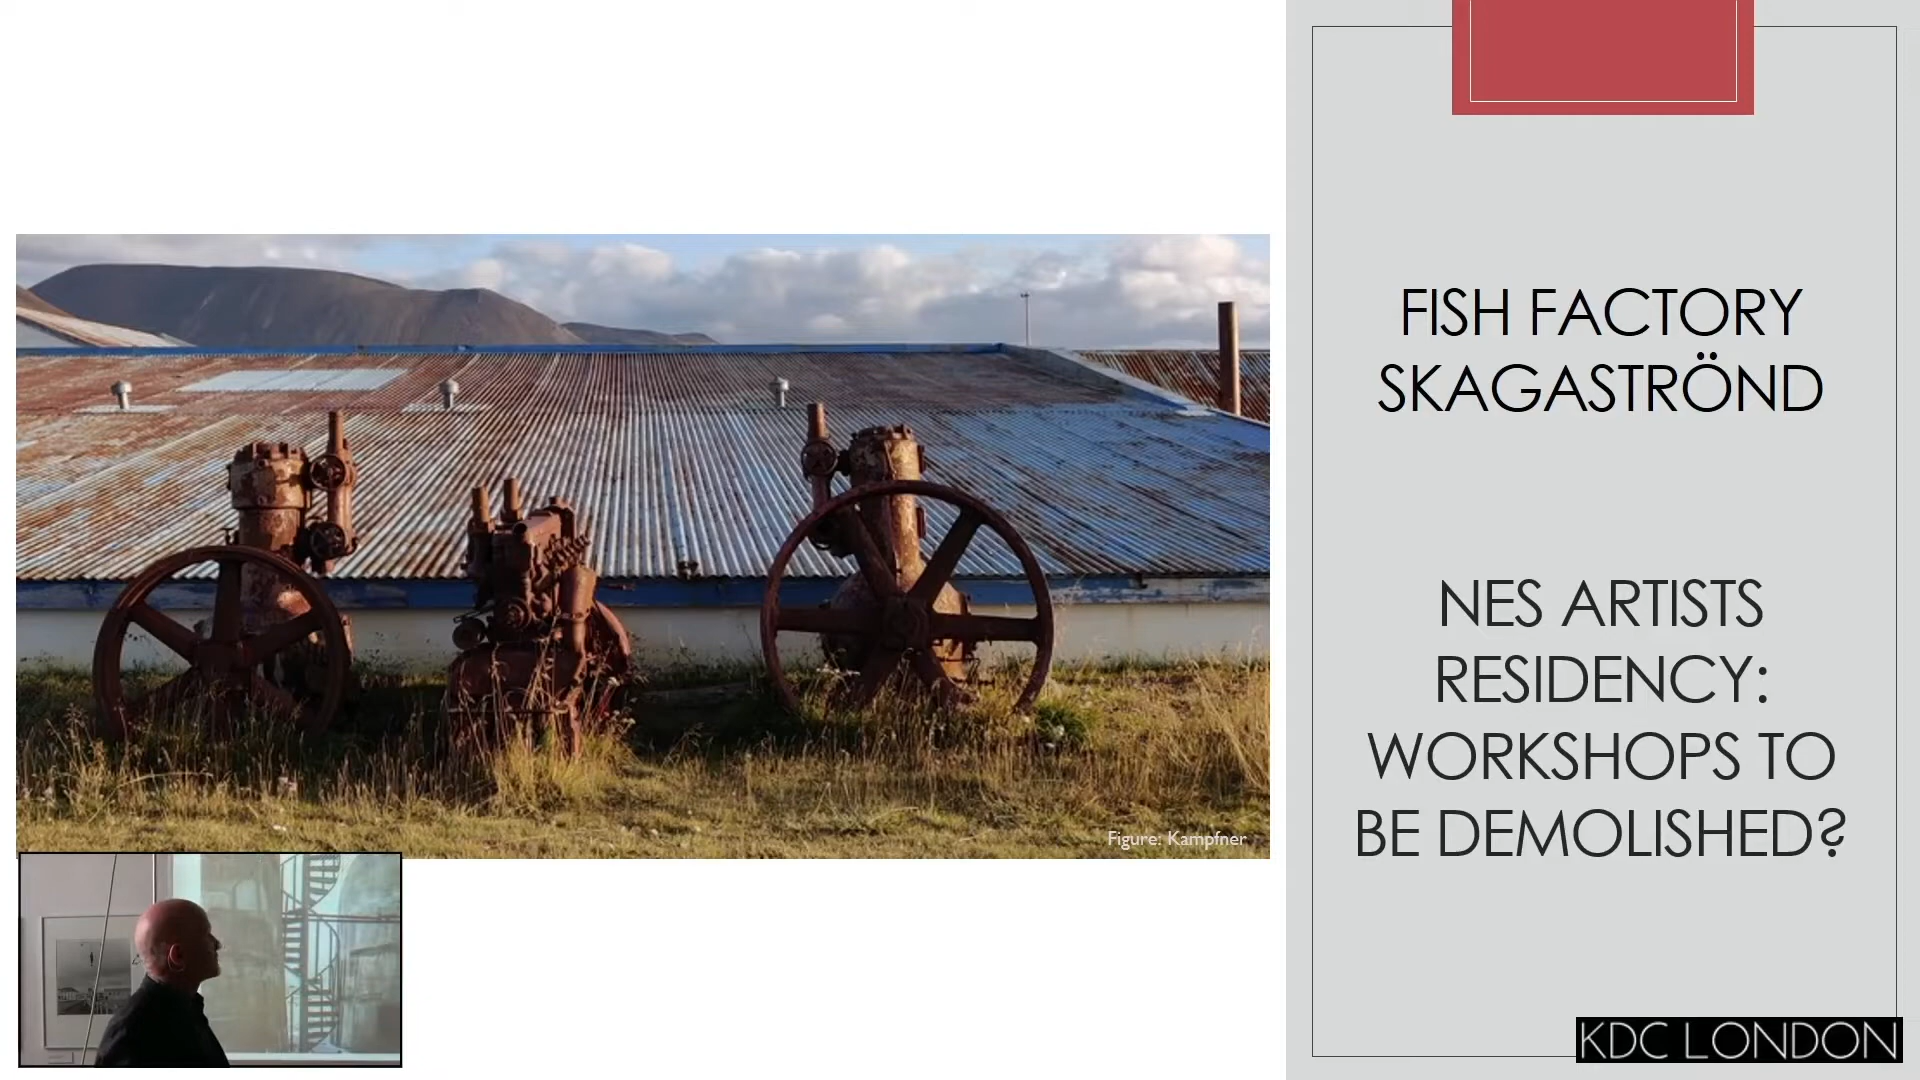 FISH FACTORY
SKAGASTRÖND
NES ARTISTS
RESIDENCY:
WORKSHOPS TO
BE DEMOLISHED?
Figure: Kampfner
KDC LONDON